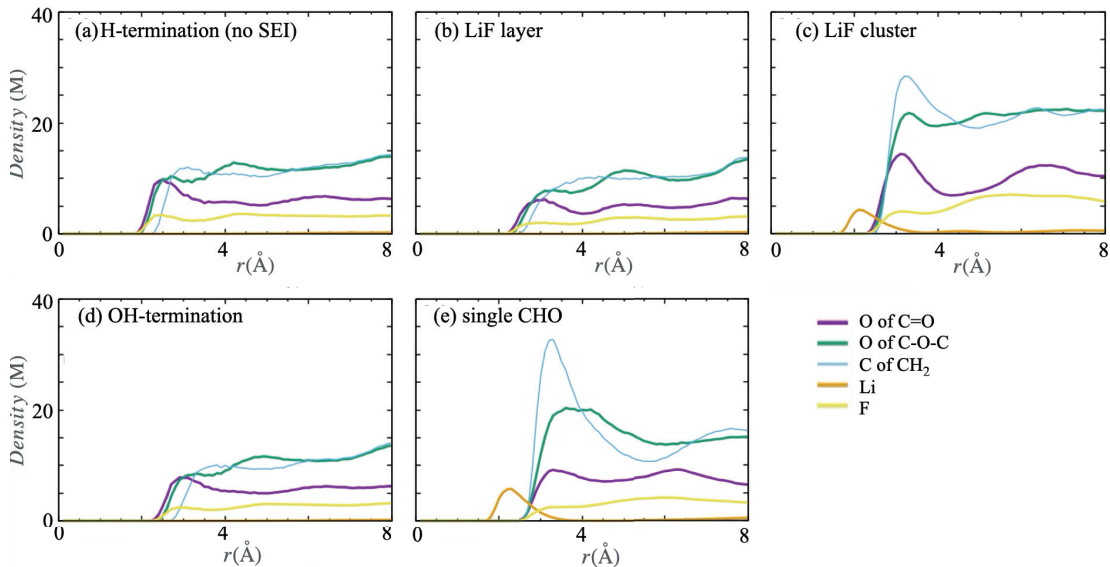 (a) H-termination (no SEI)
(b) LiF layer
(c) LiF cluster
40
20
0
Density (M)
0 4 8
r(Å)
0 4 8
r(Å)
0 4 8
r(Å)
(d) OH-termination
(e) single CHO
40
20
0
Density (M)
0 4 8
r(Å)
0 4 8
r(Å)
O of C=O
O of C-O-C
C of CH₂
Li
F